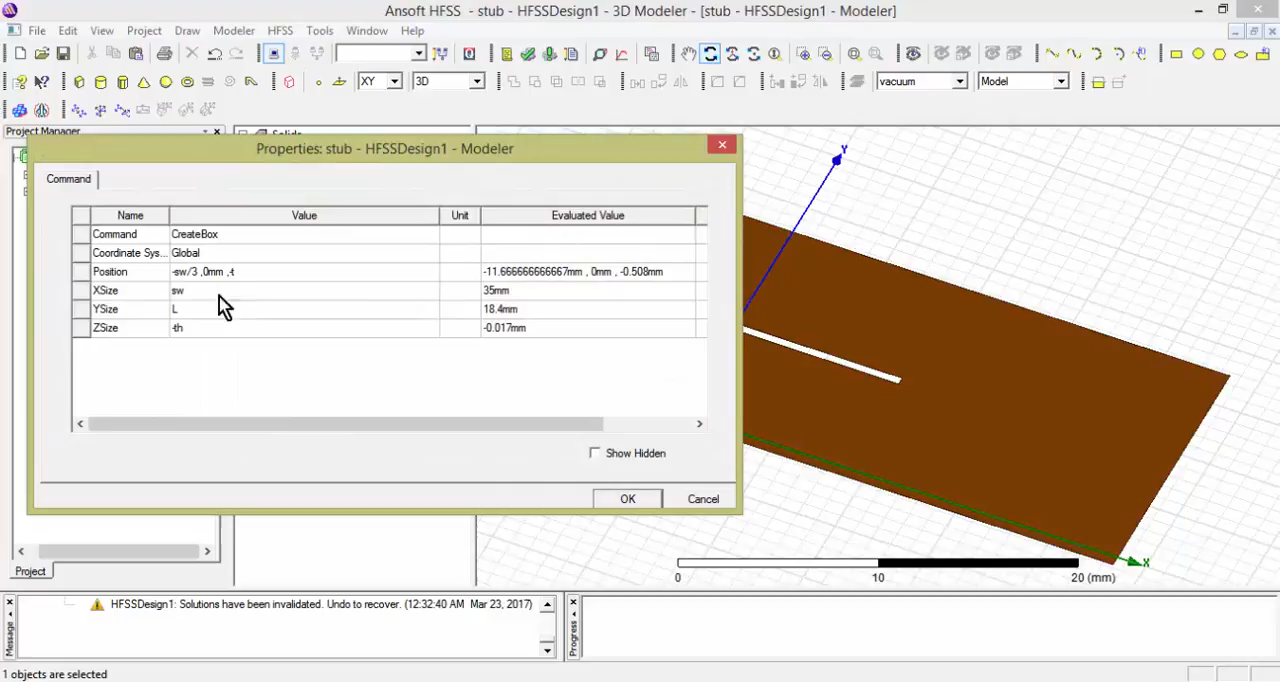 Ansoft HFSS - stub - HFSSDesign1 - 3D Modeler - [stub - HFSSDesign1 - Modeler]
File Edit View Project Draw Modeler HFSS Tools Window Help
XY 3D vacuum Model
Project Manager
Solids
Properties: stub - HFSSDesign1 - Modeler
Command
Name Value Unit Evaluated Value
Command CreateBox
Coordinate Sys... Global
Position -sw/3 ,0mm ,-t -11.666666666667mm , 0mm , -0.508mm
XSize sw 35mm
YSize L 18.4mm
ZSize -th -0.017mm
Show Hidden
OK Cancel
Y
X
0 10 20 (mm)
Project
Message
HFSSDesign1: Solutions have been invalidated. Undo to recover. (12:32:40 AM Mar 23, 2017)
Progress
1 objects are selected